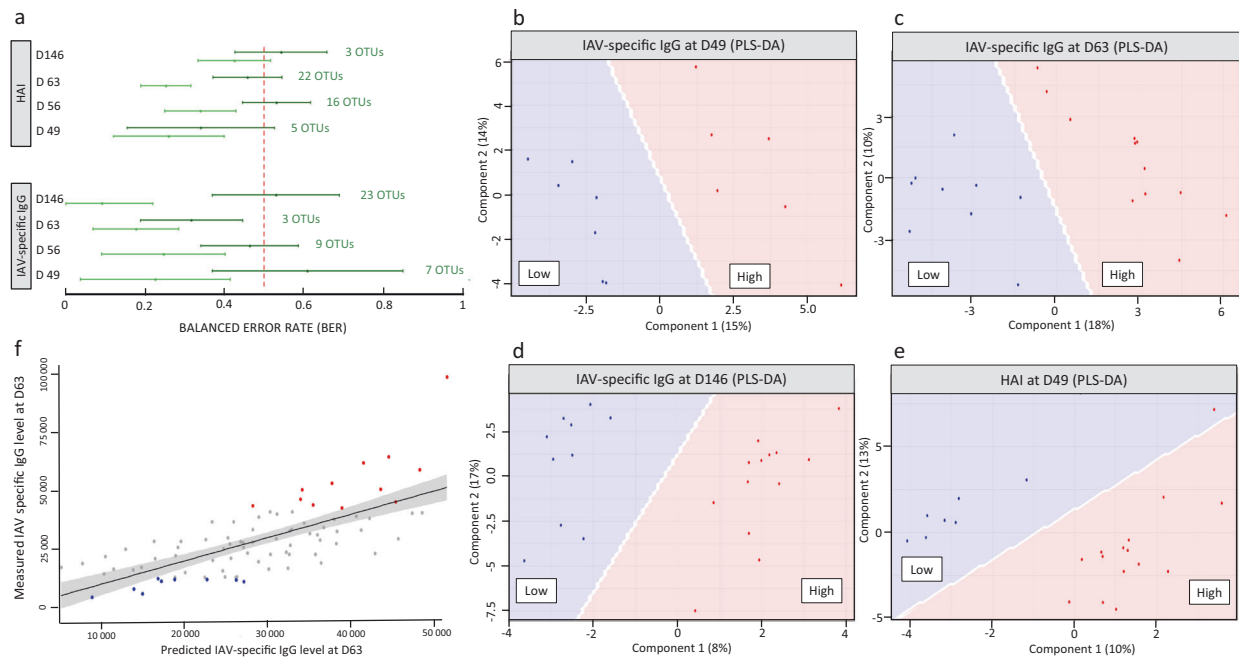 a
HAI
D146
3 OTUs
D 63
22 OTUs
D 56
16 OTUs
D 49
5 OTUs
IAV-specific IgG
D146
23 OTUs
D 63
3 OTUs
D 56
9 OTUs
D 49
7 OTUs
0 0.2 0.4 0.6 0.8 1
BALANCED ERROR RATE (BER)
b
IAV-specific IgG at D49 (PLS-DA)
Component 2 (14%)
6
4
2
0
-2
-4
Low
High
-2.5 0 2.5 5.0
Component 1 (15%)
c
IAV-specific IgG at D63 (PLS-DA)
Component 2 (10%)
3
0
-3
Low
High
-3 0 3 6
Component 1 (18%)
f
Measured IAV specific IgG level at D63
100 000
75 000
50 000
25 000
0
10 000 20 000 30 000 40 000 50 000
Predicted IAV-specific IgG level at D63
d
IAV-specific IgG at D146 (PLS-DA)
Component 2 (17%)
2.5
0.0
-2.5
-5.0
-7.5
Low
High
-4 -2 0 2 4
Component 1 (8%)
e
HAI at D49 (PLS-DA)
Component 2 (13%)
5
0
-5
Low
High
-4 -2 0 2
Component 1 (10%)